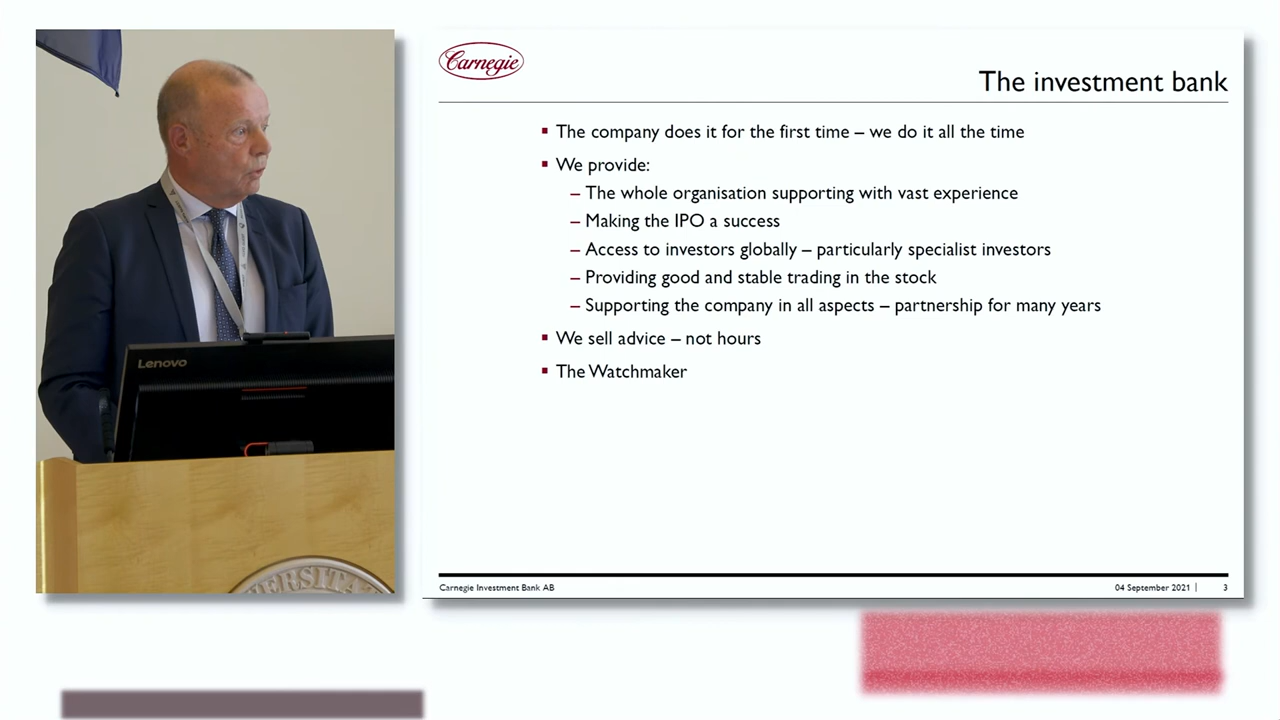 Carnegie
The investment bank
▪ The company does it for the first time – we do it all the time
▪ We provide:
– The whole organisation supporting with vast experience
– Making the IPO a success
– Access to investors globally – particularly specialist investors
– Providing good and stable trading in the stock
– Supporting the company in all aspects – partnership for many years
▪ We sell advice – not hours
▪ The Watchmaker
Carnegie Investment Bank AB
04 September 2021 | 3
Lenovo